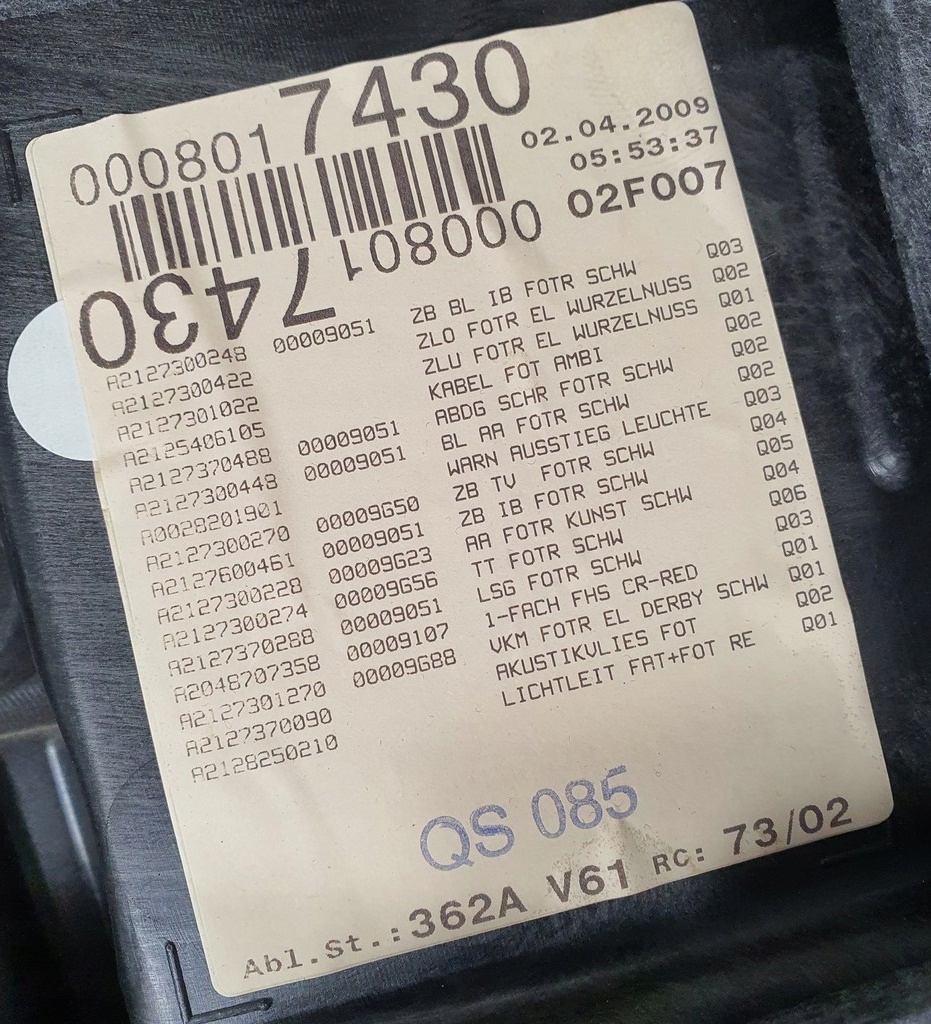 0008017430
02.04.2009
05:53:37
02F007
0008017430
A2127300248 00009051 ZB BL IB FOTR SCHW Q03
A2127300422 ZLO FOTR EL WURZELNUSS Q02
A2127301022 ZLU FOTR EL WURZELNUSS Q01
A2125406105 KABEL FOT AMBI Q02
A2127370488 00009051 ABDG SCHR FOTR SCHW Q02
A2127300448 00009051 BL AA FOTR SCHW Q02
A0028201901 WARN AUSSTIEG LEUCHTE Q03
A2127300270 00009650 ZB TV FOTR SCHW Q04
A2127600461 00009051 ZB IB FOTR SCHW Q05
A2127300228 00009623 AA FOTR KUNST SCHW Q04
A2127300274 00009656 TT FOTR SCHW Q06
A2127370288 00009051 LSG FOTR SCHW Q03
A2048707358 00009107 1-FACH FHS CR-RED Q01
A2127301270 00009688 VKM FOTR EL DERBY SCHW Q01
A2127370090 AKUSTIKVLIES FOT Q02
A2128250210 LICHTLEIT FAT+FOT RE Q01
QS 085
Abl.St.:362A V61 RC: 73/02